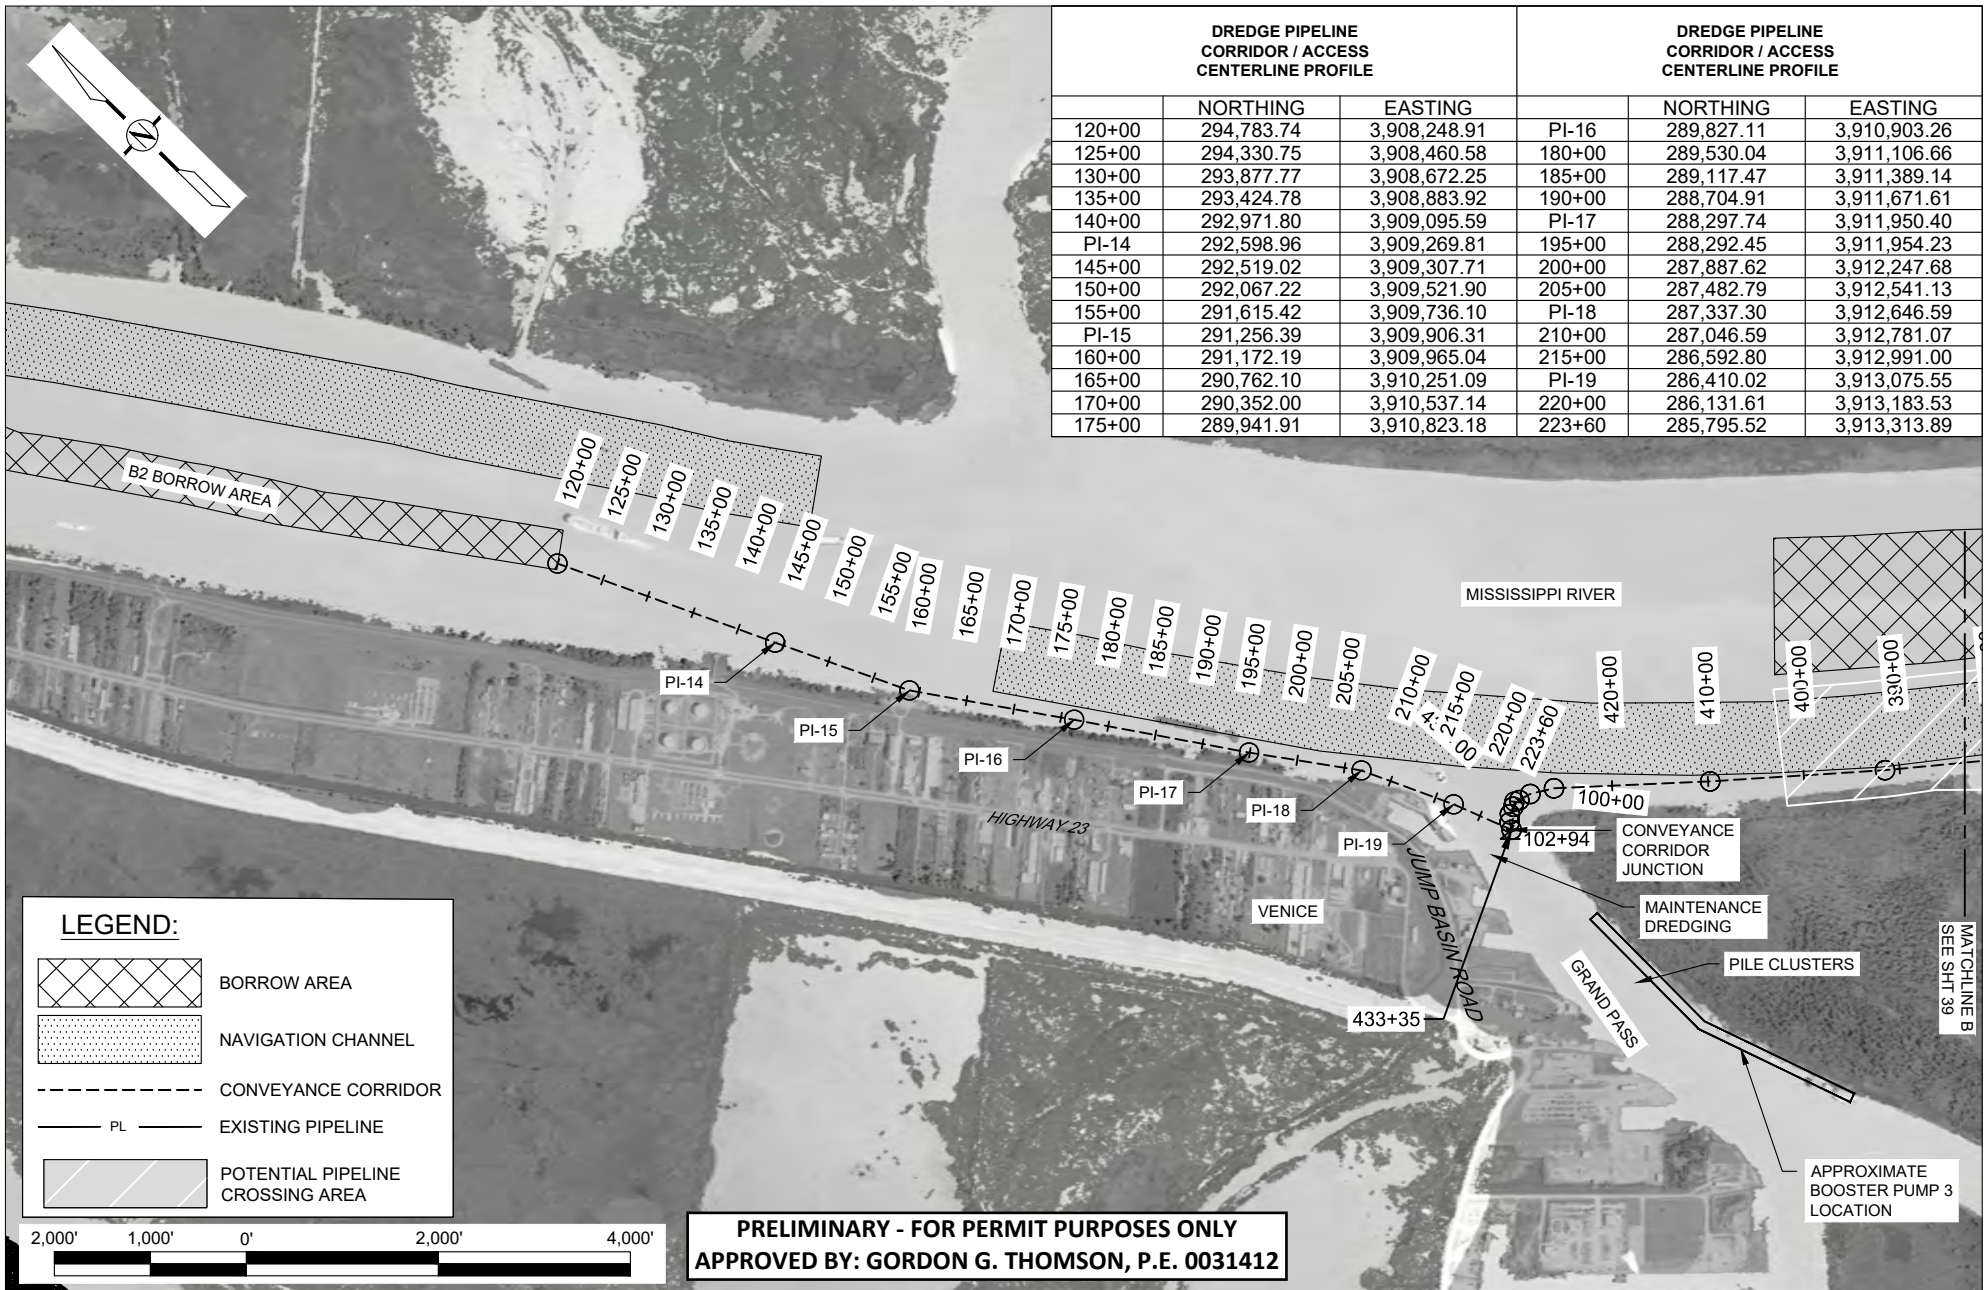 DREDGE PIPELINE
CORRIDOR / ACCESS
CENTERLINE PROFILE
DREDGE PIPELINE
CORRIDOR / ACCESS
CENTERLINE PROFILE
NORTHING EASTING NORTHING EASTING
120+00 294,783.74 3,908,248.91 PI-16 289,827.11 3,910,903.26
125+00 294,330.75 3,908,460.58 180+00 289,530.04 3,911,106.66
130+00 293,877.77 3,908,672.25 185+00 289,117.47 3,911,389.14
135+00 293,424.78 3,908,883.92 190+00 288,704.91 3,911,671.61
140+00 292,971.80 3,909,095.59 PI-17 288,297.74 3,911,950.40
PI-14 292,598.96 3,909,269.81 195+00 288,292.45 3,911,954.23
145+00 292,519.02 3,909,307.71 200+00 287,887.62 3,912,247.68
150+00 292,067.22 3,909,521.90 205+00 287,482.79 3,912,541.13
155+00 291,615.42 3,909,736.10 PI-18 287,337.30 3,912,646.59
PI-15 291,256.39 3,909,906.31 210+00 287,046.59 3,912,781.07
160+00 291,172.19 3,909,965.04 215+00 286,592.80 3,912,991.00
165+00 290,762.10 3,910,251.09 PI-19 286,410.02 3,913,075.55
170+00 290,352.00 3,910,537.14 220+00 286,131.61 3,913,183.53
175+00 289,941.91 3,910,823.18 223+60 285,795.52 3,913,313.89
N
B2 BORROW AREA
120+00
125+00
130+00
135+00
140+00
145+00
150+00
155+00
160+00
165+00
170+00
175+00
180+00
185+00
190+00
195+00
200+00
205+00
210+00
215+00
220+00
223+60
420+00
410+00
400+00
390+00
MISSISSIPPI RIVER
PI-14
PI-15
PI-16
PI-17
PI-18
PI-19
100+00
102+94
CONVEYANCE
CORRIDOR
JUNCTION
HIGHWAY 23
JUMP BASIN ROAD
VENICE
MAINTENANCE
DREDGING
PILE CLUSTERS
GRAND PASS
433+35
MATCHLINE B
SEE SHT 39
APPROXIMATE
BOOSTER PUMP 3
LOCATION
LEGEND:
BORROW AREA
NAVIGATION CHANNEL
CONVEYANCE CORRIDOR
PL EXISTING PIPELINE
POTENTIAL PIPELINE
CROSSING AREA
2,000' 1,000' 0' 2,000' 4,000'
PRELIMINARY - FOR PERMIT PURPOSES ONLY
APPROVED BY: GORDON G. THOMSON, P.E. 0031412